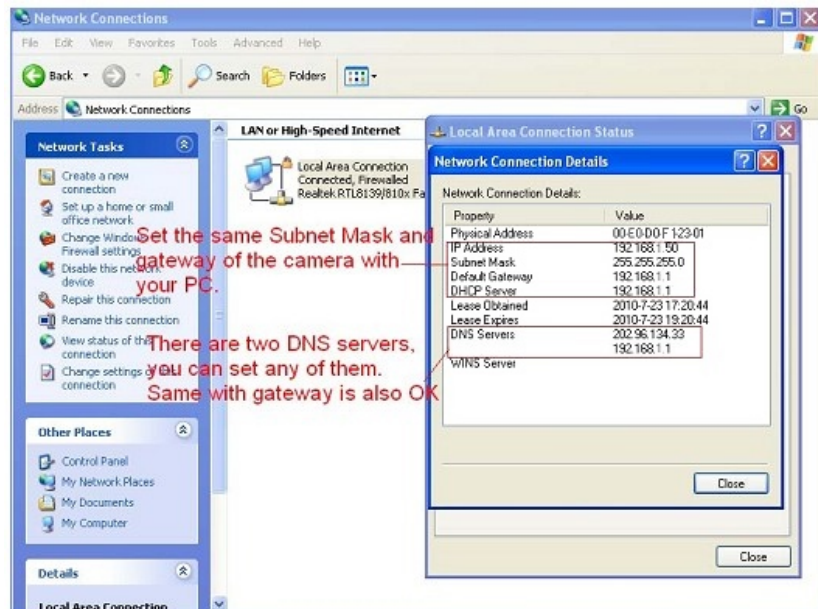 Network Connections
File Edit View Favorites Tools Advanced Help
Back Search Folders
Address Network Connections Go
Network Tasks
Create a new
connection
Set up a home or small
office network
Change Windows
Firewall settings
Disable this network
device
Repair this connection
Rename this connection
View status of this
connection
Change settings of this
connection
Other Places
Control Panel
My Network Places
My Documents
My Computer
Details
Local Area Connection
LAN or High-Speed Internet
Local Area Connection
Connected, Firewalled
Realtek RTL8139/810x Fa
Set the same Subnet Mask and
gateway of the camera with
your PC.
There are two DNS servers,
you can set any of them.
Same with gateway is also OK
Local Area Connection Status
Network Connection Details
Network Connection Details:
Property Value
Physical Address 00-E0-D0-F1-23-01
IP Address 192.168.1.50
Subnet Mask 255.255.255.0
Default Gateway 192.168.1.1
DHCP Server 192.168.1.1
Lease Obtained 2010-7-23 17:20:44
Lease Expires 2010-7-23 19:20:44
DNS Servers 202.96.134.33
192.168.1.1
WINS Server
Close
Close